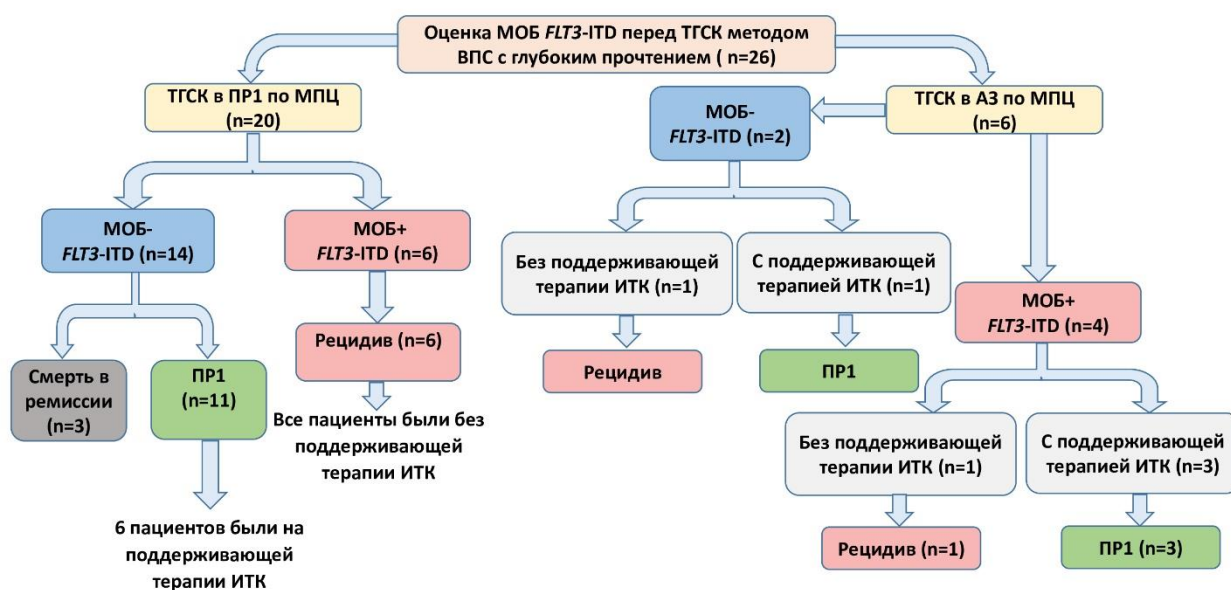 Оценка МОБ FLT3-ITD перед ТГСК методом
ВПС с глубоким прочтением ( n=26)
ТГСК в ПР1 по МПЦ
(n=20)
МОБ-
FLT3-ITD (n=14)
МОБ+
FLT3-ITD (n=6)
Смерть в
ремиссии
(n=3)
ПР1
(n=11)
Рецидив (n=6)
Все пациенты были без
поддерживающей
терапии ИТК
6 пациентов были на
поддерживающей
терапии ИТК
ТГСК в АЗ по МПЦ
(n=6)
МОБ-
FLT3-ITD (n=2)
Без поддерживающей
терапии ИТК (n=1)
С поддерживающей
терапией ИТК (n=1)
Рецидив
ПР1
МОБ+
FLT3-ITD (n=4)
Без поддерживающей
терапии ИТК (n=1)
С поддерживающей
терапией ИТК (n=3)
Рецидив (n=1)
ПР1 (n=3)